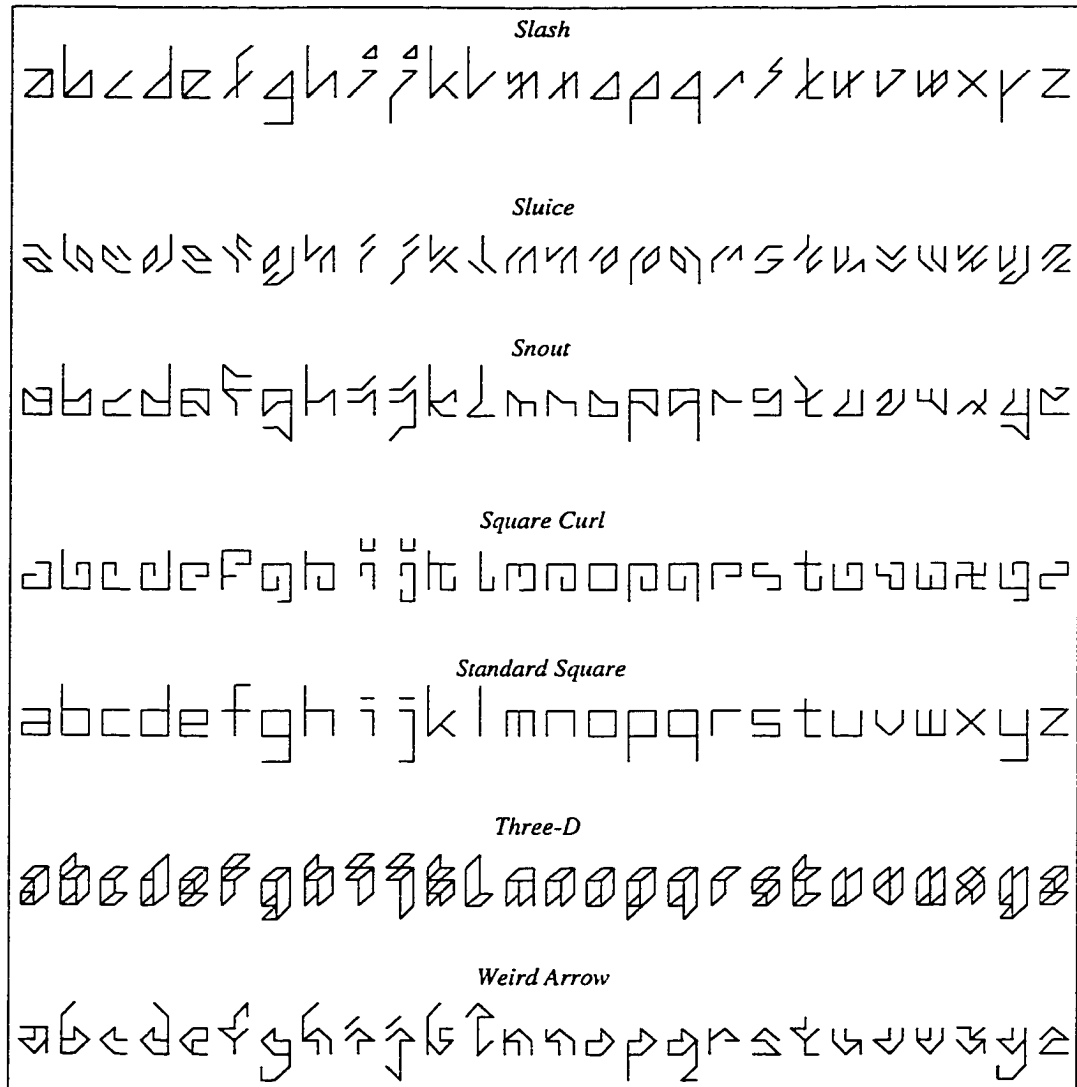 Slash
abcdefghijklmnopqrstuvwxyz
Sluice
abcdefghijklmnopqrstuvwxyz
Snout
abcdefghijklmnopqrstuvwxyz
Square Curl
abcdefghijklmnopqrstuvwxyz
Standard Square
abcdefghijklmnopqrstuvwxyz
Three-D
abcdefghijklmnopqrstuvwxyz
Weird Arrow
abcdefghijklmnopqrstuvwxyz